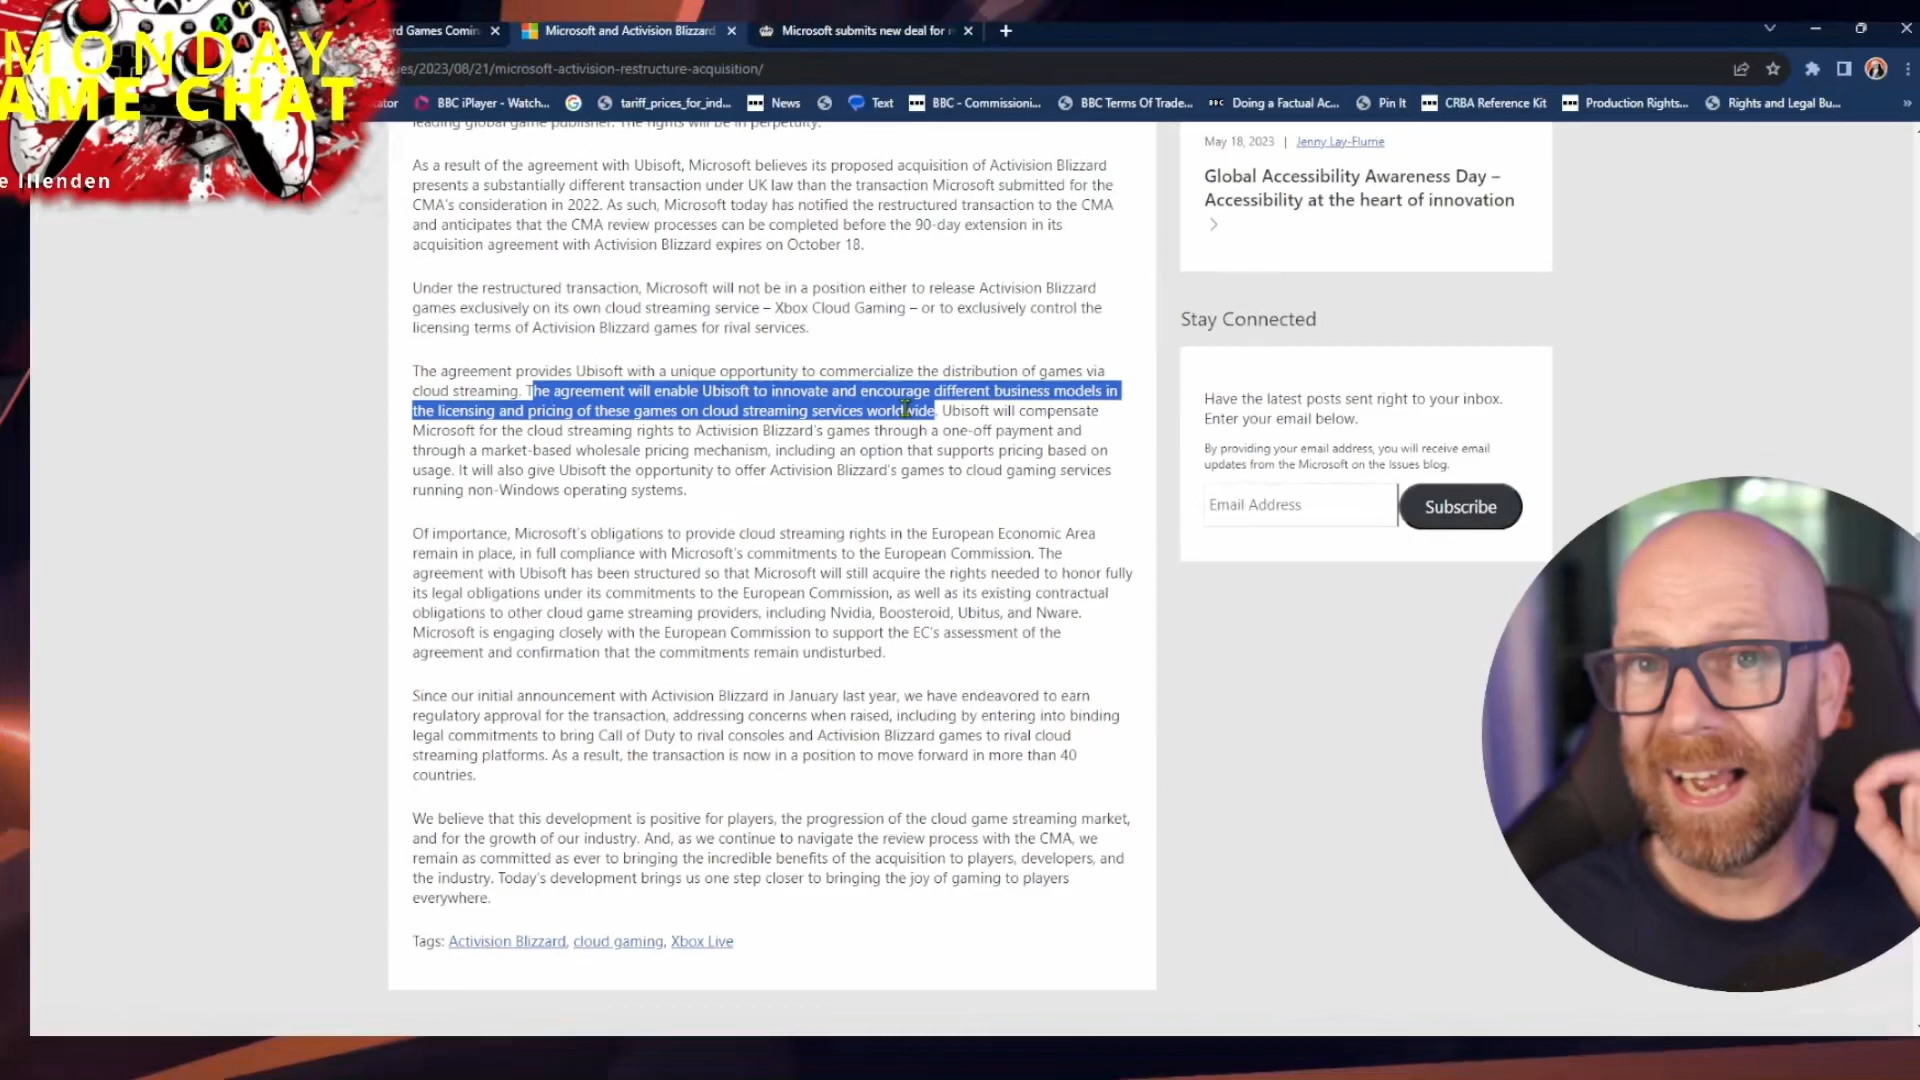 MONDAY
AME CHAT
e Illenden
rd Games Comin
Microsoft and Activision Blizzard
Microsoft submits new deal for
es/2023/08/21/microsoft-activision-restructure-acquisition/
ator
BBC iPlayer - Watch...
tariff_prices_for_ind...
News
Text
BBC - Commissioni...
BBC Terms Of Trade...
Doing a Factual Ac...
Pin It
CRBA Reference Kit
Production Rights...
Rights and Legal Bu...
leading global game publisher. The rights will be in perpetuity.
As a result of the agreement with Ubisoft, Microsoft believes its proposed acquisition of Activision Blizzard
presents a substantially different transaction under UK law than the transaction Microsoft submitted for the
CMA's consideration in 2022. As such, Microsoft today has notified the restructured transaction to the CMA
and anticipates that the CMA review processes can be completed before the 90-day extension in its
acquisition agreement with Activision Blizzard expires on October 18.
Under the restructured transaction, Microsoft will not be in a position either to release Activision Blizzard
games exclusively on its own cloud streaming service – Xbox Cloud Gaming – or to exclusively control the
licensing terms of Activision Blizzard games for rival services.
The agreement provides Ubisoft with a unique opportunity to commercialize the distribution of games via
cloud streaming. The agreement will enable Ubisoft to innovate and encourage different business models in
the licensing and pricing of these games on cloud streaming services worldwide. Ubisoft will compensate
Microsoft for the cloud streaming rights to Activision Blizzard's games through a one-off payment and
through a market-based wholesale pricing mechanism, including an option that supports pricing based on
usage. It will also give Ubisoft the opportunity to offer Activision Blizzard's games to cloud gaming services
running non-Windows operating systems.
Of importance, Microsoft's obligations to provide cloud streaming rights in the European Economic Area
remain in place, in full compliance with Microsoft's commitments to the European Commission. The
agreement with Ubisoft has been structured so that Microsoft will still acquire the rights needed to honor fully
its legal obligations under its commitments to the European Commission, as well as its existing contractual
obligations to other cloud game streaming providers, including Nvidia, Boosteroid, Ubitus, and Nware.
Microsoft is engaging closely with the European Commission to support the EC's assessment of the
agreement and confirmation that the commitments remain undisturbed.
Since our initial announcement with Activision Blizzard in January last year, we have endeavored to earn
regulatory approval for the transaction, addressing concerns when raised, including by entering into binding
legal commitments to bring Call of Duty to rival consoles and Activision Blizzard games to rival cloud
streaming platforms. As a result, the transaction is now in a position to move forward in more than 40
countries.
We believe that this development is positive for players, the progression of the cloud game streaming market,
and for the growth of our industry. And, as we continue to navigate the review process with the CMA, we
remain as committed as ever to bringing the incredible benefits of the acquisition to players, developers, and
the industry. Today's development brings us one step closer to bringing the joy of gaming to players
everywhere.
Tags: Activision Blizzard, cloud gaming, Xbox Live
May 18, 2023 | Jenny Lay-Flurrie
Global Accessibility Awareness Day –
Accessibility at the heart of innovation
Stay Connected
Have the latest posts sent right to your inbox.
Enter your email below.
By providing your email address, you will receive email
updates from the Microsoft on the Issues blog.
Email Address
Subscribe